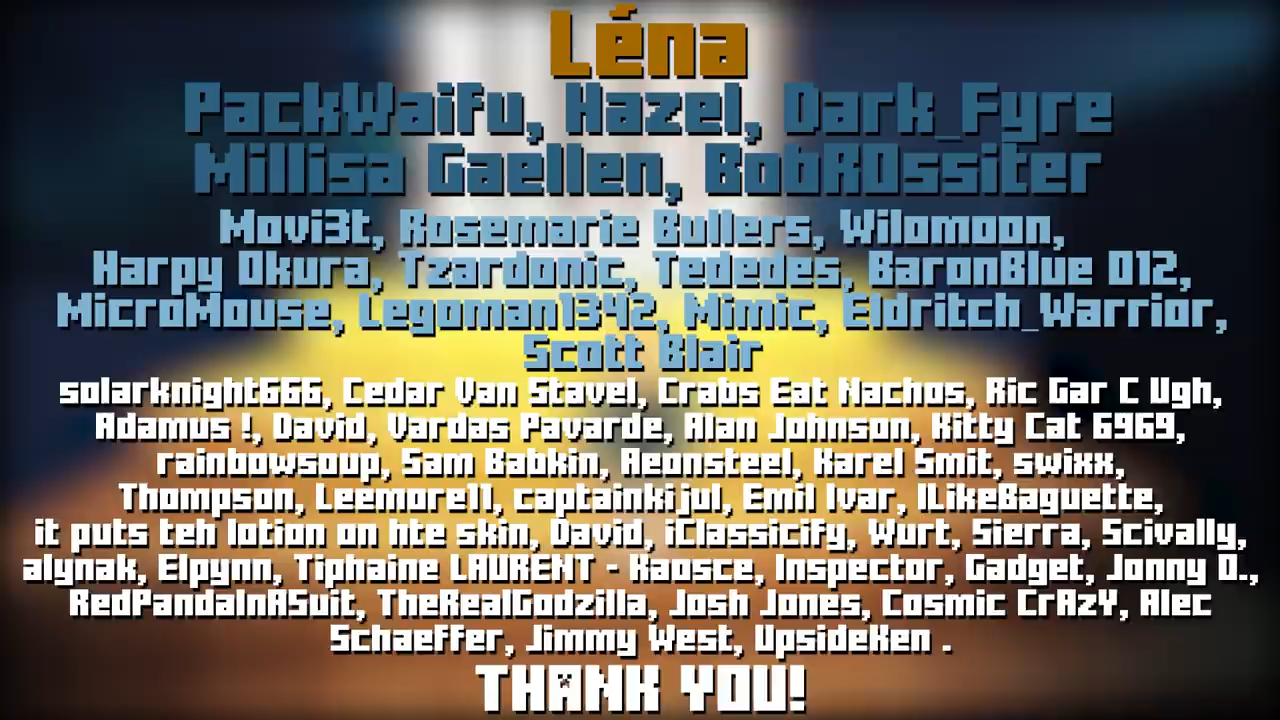 Léna
PackWaifu, Hazel, Dark_Fyre
Millisa Gaellen, BobROssiter
Movi3t, Rosemarie Bullers, Wilomoon,
Harpy Okura, Tzardonic, Tededes, BaronBlue 012,
MicroMouse, Legoman1342, Mimic, Eldritch_Warrior,
Scott Blair
solarknight666, Cedar Van Stavel, Crabs Eat Nachos, Ric Gar C Ugh,
Adamus !, David, Vardas Pavarde, Alan Johnson, Kitty Cat 6969,
rainbowsoup, Sam Babkin, Aeonsteel, Karel Smit, swixx,
Thompson, Leemore11, captainkijul, Emil Ivar, ILikeBaguette,
it puts teh lotion on hte skin, David, iClassicify, Wurt, Sierra, Scivally,
alynak, Elpynn, Tiphaine LAURENT - Kaosce, Inspector, Gadget, Jonny O.,
RedPandaInASuit, TheRealGodzilla, Josh Jones, Cosmic CrAzY, Alec
Schaeffer, Jimmy West, UpsideKen .
THANK YOU!